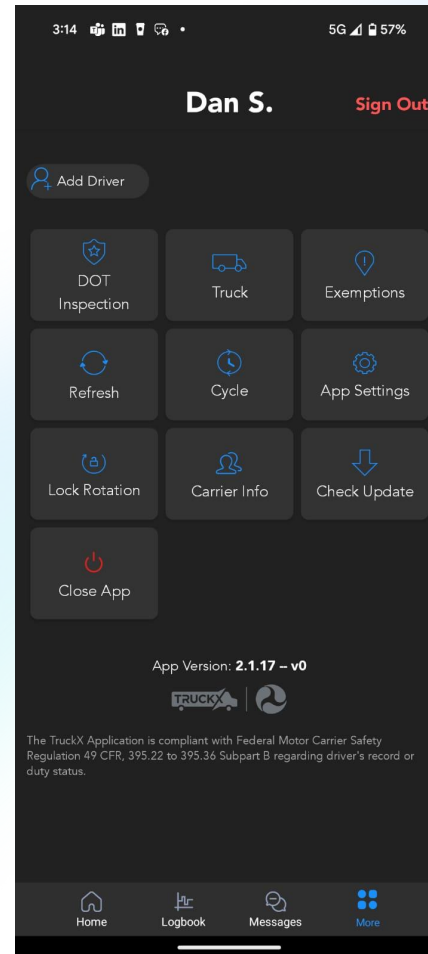 3:14 in 5G 57%
Dan S.
Sign Out
Add Driver
DOT
Inspection
Truck
Exemptions
Refresh
Cycle
App Settings
Lock Rotation
Carrier Info
Check Update
Close App
App Version: 2.1.17 -- v0
TRUCKX
The TruckX Application is compliant with Federal Motor Carrier Safety
Regulation 49 CFR, 395.22 to 395.36 Subpart B regarding driver's record or
duty status.
Home
Logbook
Messages
More